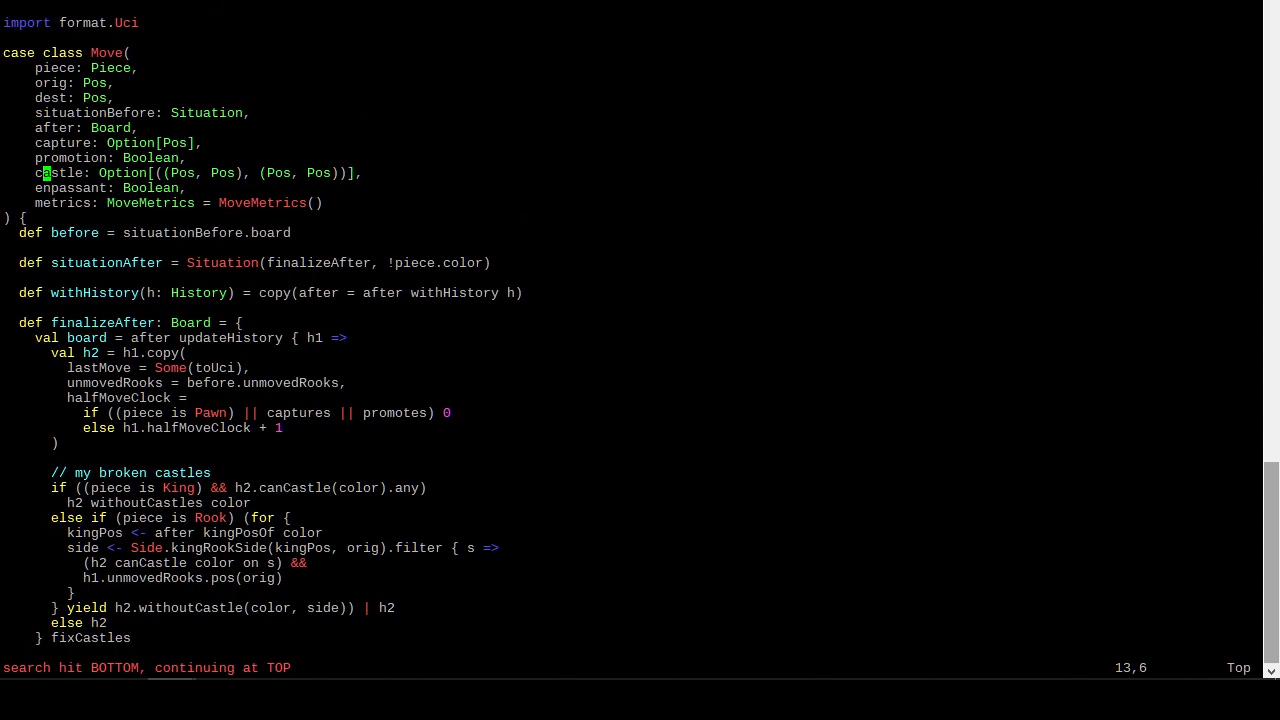 import format.Uci

case class Move(
    piece: Piece,
    orig: Pos,
    dest: Pos,
    situationBefore: Situation,
    after: Board,
    capture: Option[Pos],
    promotion: Boolean,
    castle: Option[((Pos, Pos), (Pos, Pos))],
    enpassant: Boolean,
    metrics: MoveMetrics = MoveMetrics()
) {
  def before = situationBefore.board

  def situationAfter = Situation(finalizeAfter, !piece.color)

  def withHistory(h: History) = copy(after = after withHistory h)

  def finalizeAfter: Board = {
    val board = after updateHistory { h1 =>
      val h2 = h1.copy(
        lastMove = Some(toUci),
        unmovedRooks = before.unmovedRooks,
        halfMoveClock =
          if ((piece is Pawn) || captures || promotes) 0
          else h1.halfMoveClock + 1
      )

      // my broken castles
      if ((piece is King) && h2.canCastle(color).any)
        h2 withoutCastles color
      else if (piece is Rook) (for {
        kingPos <- after kingPosOf color
        side <- Side.kingRookSide(kingPos, orig).filter { s =>
          (h2 canCastle color on s) &&
          h1.unmovedRooks.pos(orig)
        }
      } yield h2.withoutCastle(color, side)) | h2
      else h2
    } fixCastles

search hit BOTTOM, continuing at TOP 13,6 Top